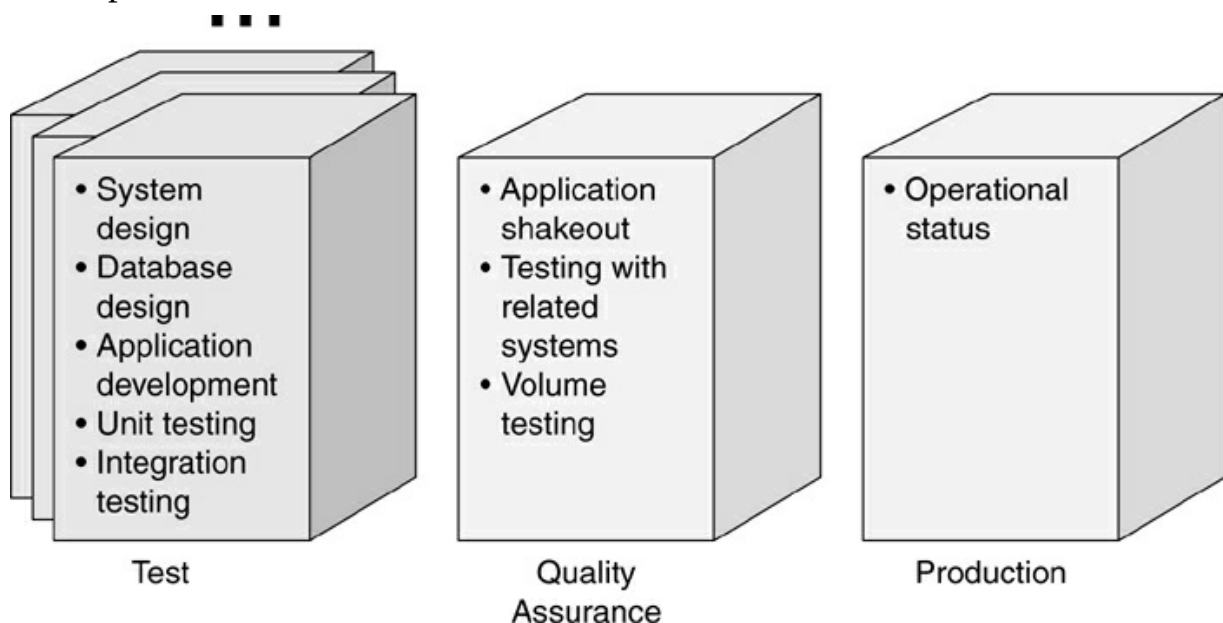 ...
• System
design
• Database
design
• Application
development
• Unit testing
• Integration
testing
Test
• Application
shakeout
• Testing with
related
systems
• Volume
testing
Quality
Assurance
• Operational
status
Production